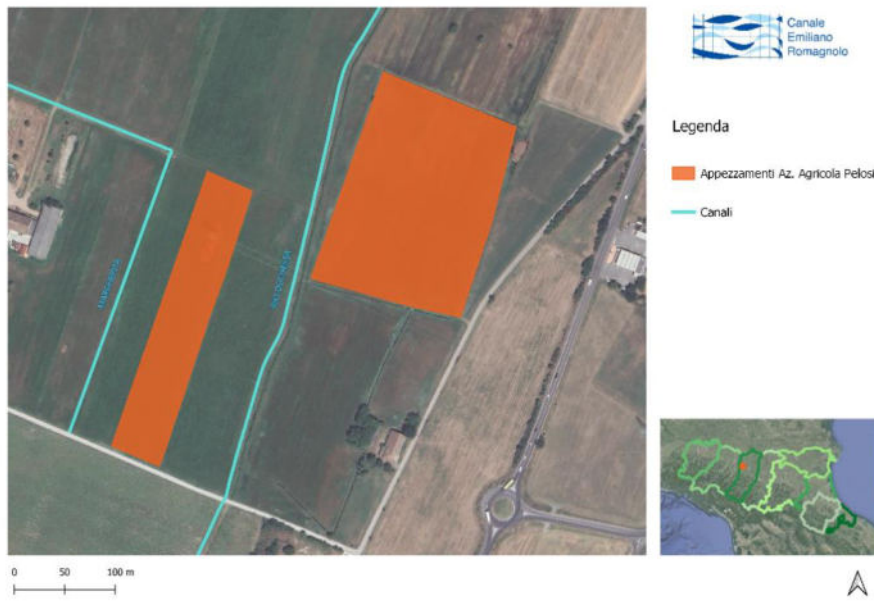 Canale
Emiliano
Romagnolo
Legenda
Appezzamenti Az. Agricola Pelosi
Canali
0 50 100 m